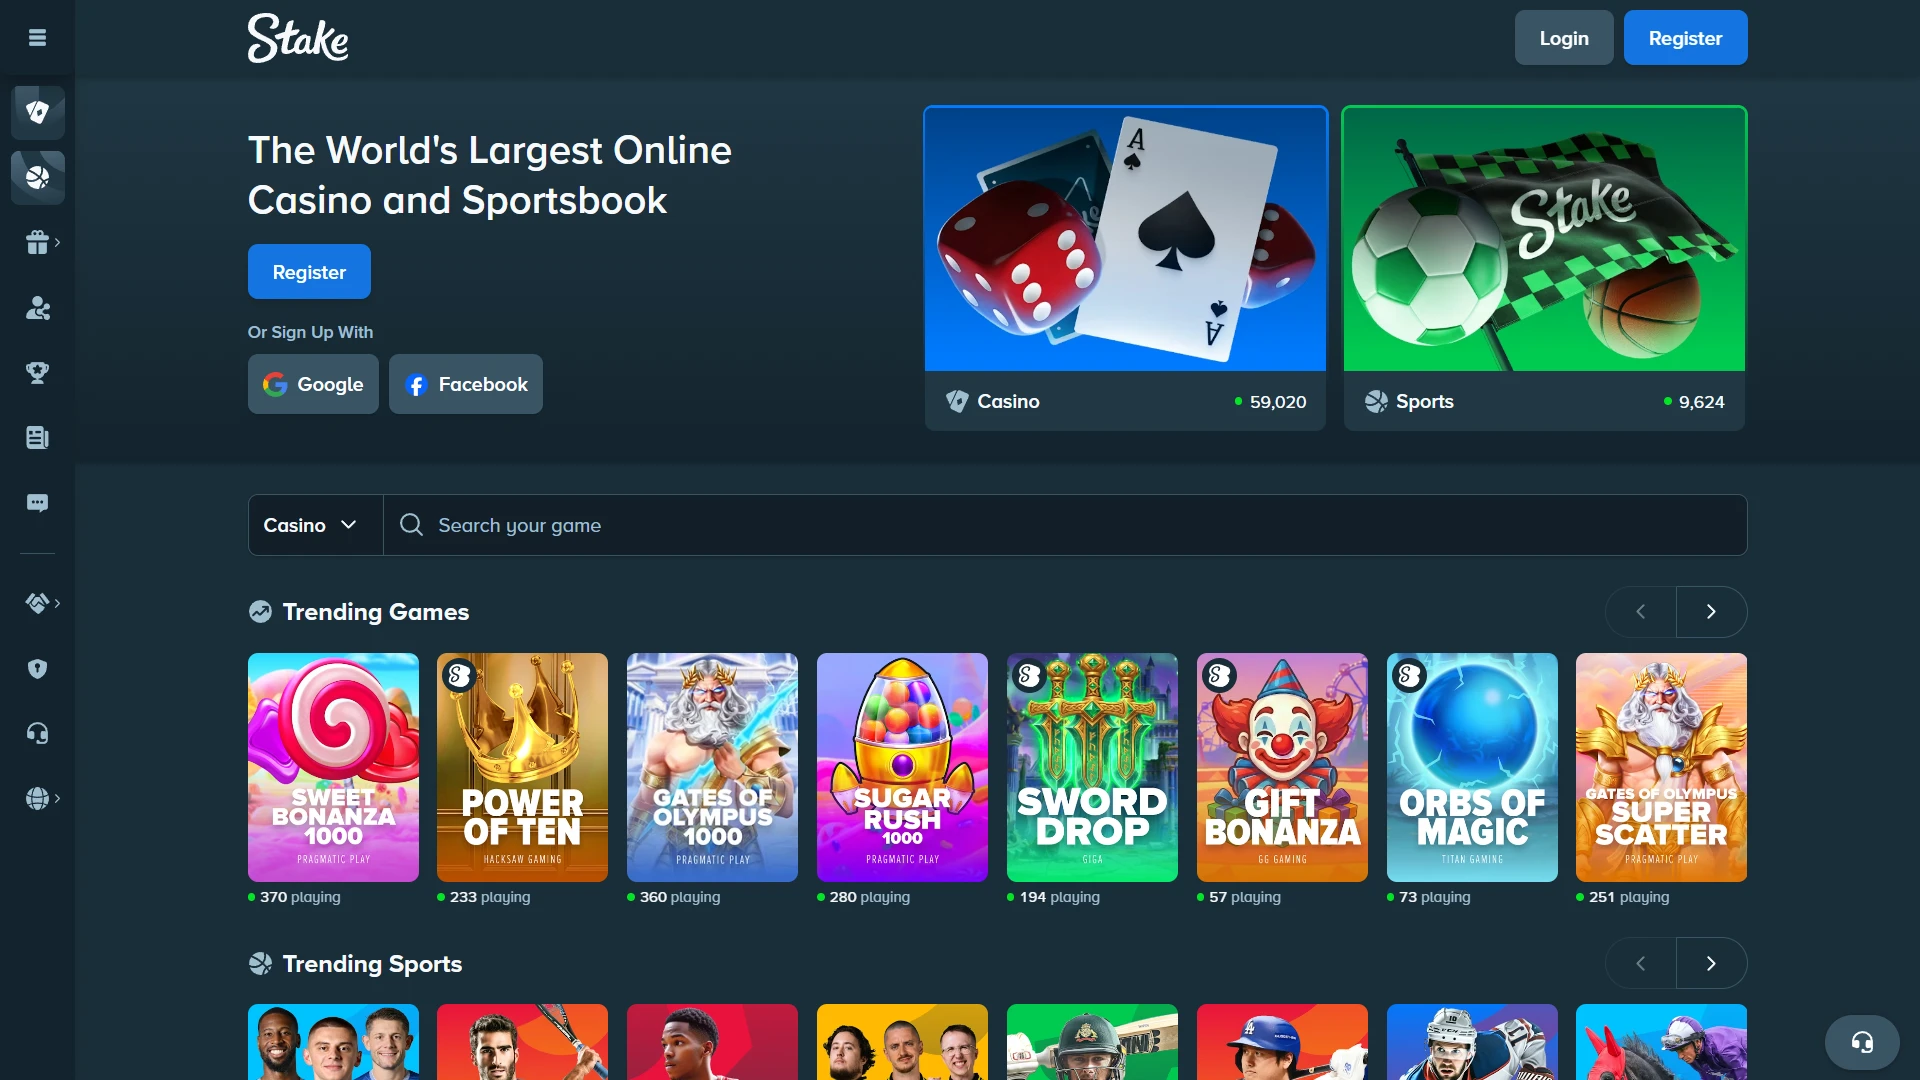 Stake
Login
Register
The World's Largest Online
Casino and Sportsbook
Register
Or Sign Up With
Google
Facebook
A
A
Stake
Casino
59,020
Sports
9,624
Casino
Search your game
Trending Games
SWEET
BONANZA
1000
PRAGMATIC PLAY
370 playing
POWER
OF TEN
HACKSAW GAMING
233 playing
GATES OF
OLYMPUS
1000
PRAGMATIC PLAY
360 playing
SUGAR
RUSH
1000
PRAGMATIC PLAY
280 playing
SWORD
DROP
GIGA
194 playing
GIFT
BONANZA
GG GAMING
57 playing
ORBS OF
MAGIC
TITAN GAMING
73 playing
GATES OF OLYMPUS
SUPER
SCATTER
PRAGMATIC PLAY
251 playing
Trending Sports